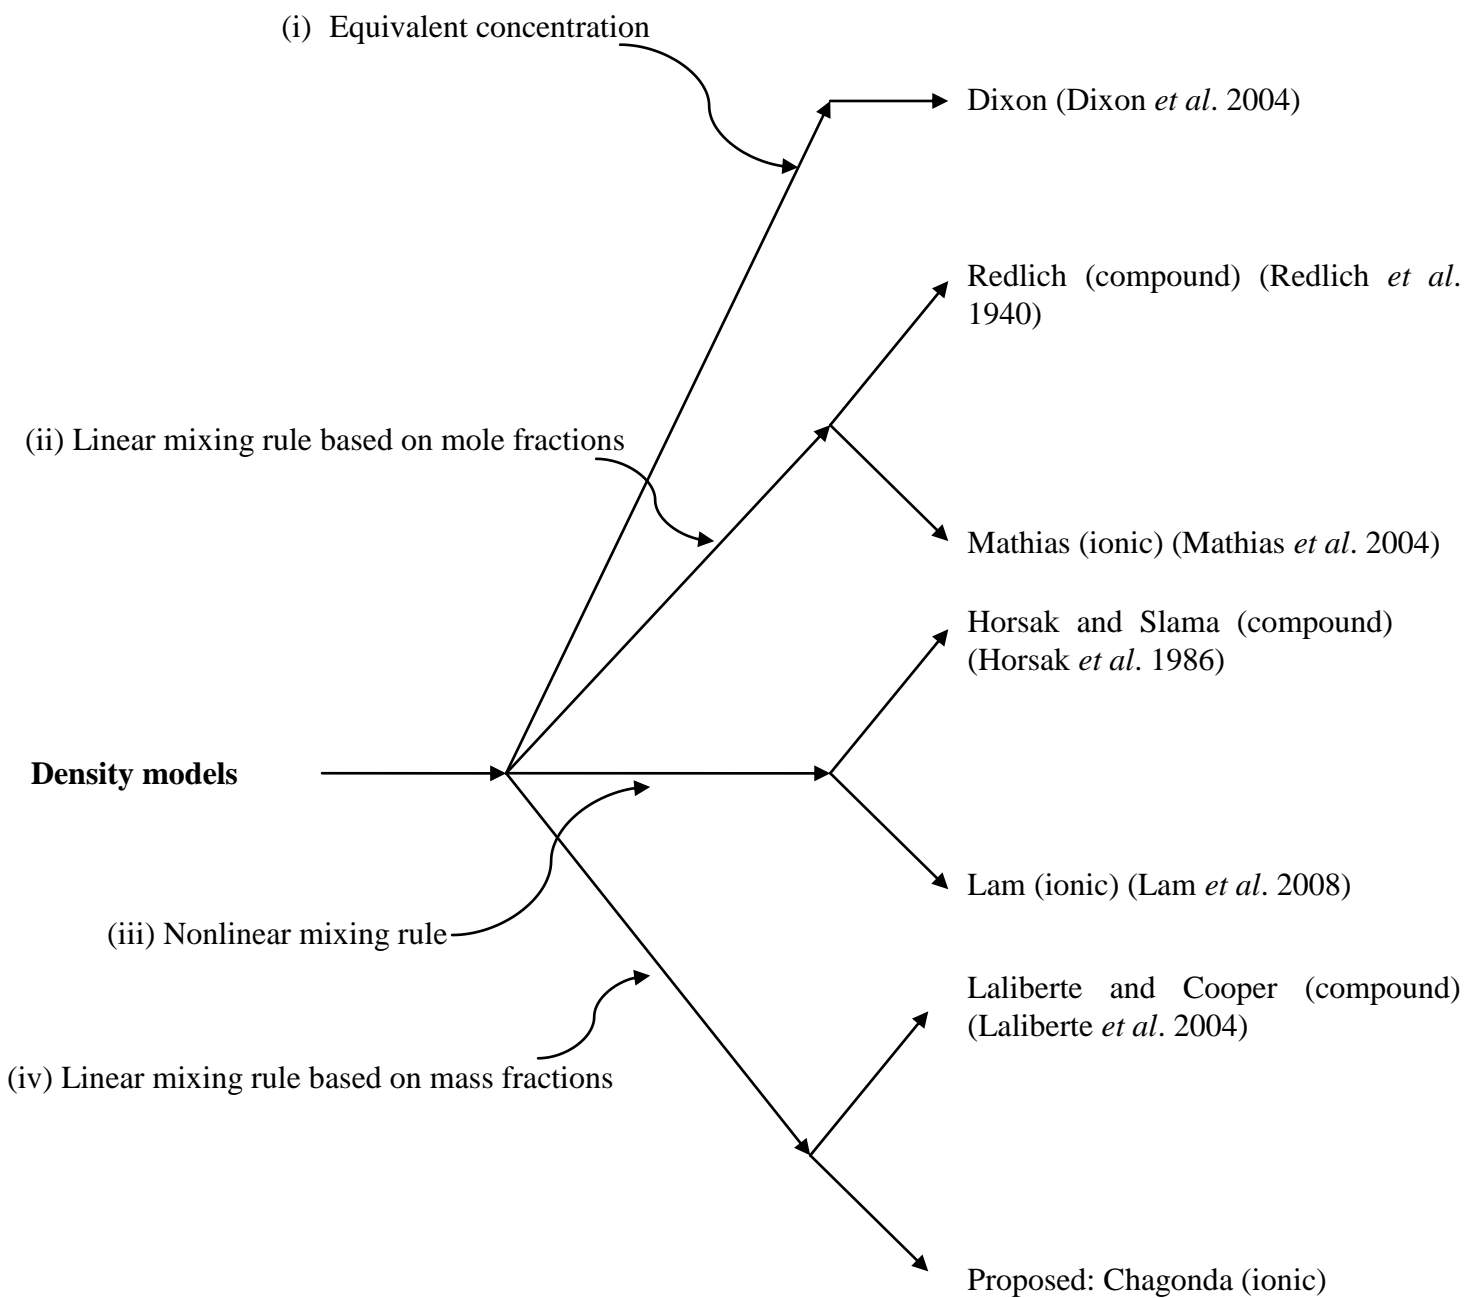 (i) Equivalent concentration
Dixon (Dixon et al. 2004)
Redlich (compound) (Redlich et al.
1940)
(ii) Linear mixing rule based on mole fractions
Mathias (ionic) (Mathias et al. 2004)
Horsak and Slama (compound)
(Horsak et al. 1986)
Density models
Lam (ionic) (Lam et al. 2008)
(iii) Nonlinear mixing rule
Laliberte and Cooper (compound)
(Laliberte et al. 2004)
(iv) Linear mixing rule based on mass fractions
Proposed: Chagonda (ionic)